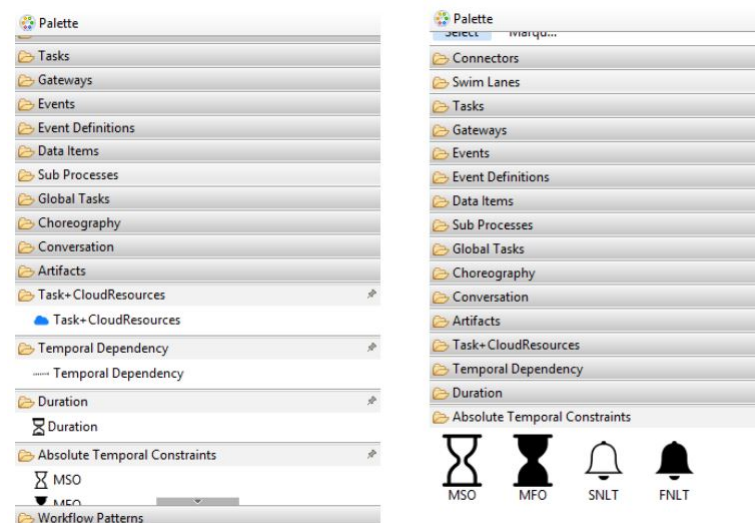 Palette
Tasks
Gateways
Events
Event Definitions
Data Items
Sub Processes
Global Tasks
Choreography
Conversation
Artifacts
Task+CloudResources
Task+CloudResources
Temporal Dependency
Temporal Dependency
Duration
Duration
Absolute Temporal Constraints
MSO
MFO
Workflow Patterns
Palette
Select Marqu...
Connectors
Swim Lanes
Tasks
Gateways
Events
Event Definitions
Data Items
Sub Processes
Global Tasks
Choreography
Conversation
Artifacts
Task+CloudResources
Temporal Dependency
Duration
Absolute Temporal Constraints
MSO MFO SNLT FNLT